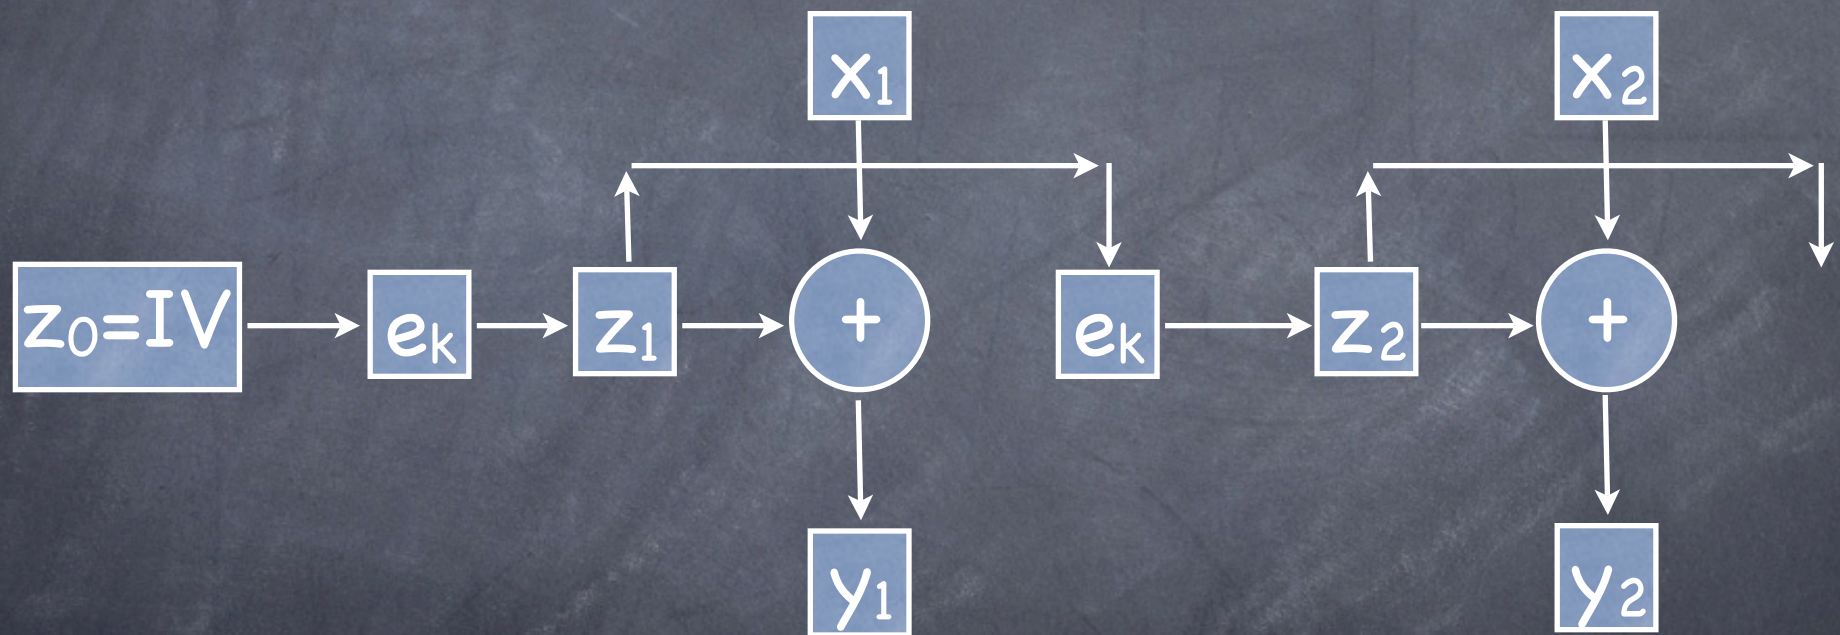 x₁
x₂
z₀=IV
eₖ
z₁
+
eₖ
z₂
+
y₁
y₂